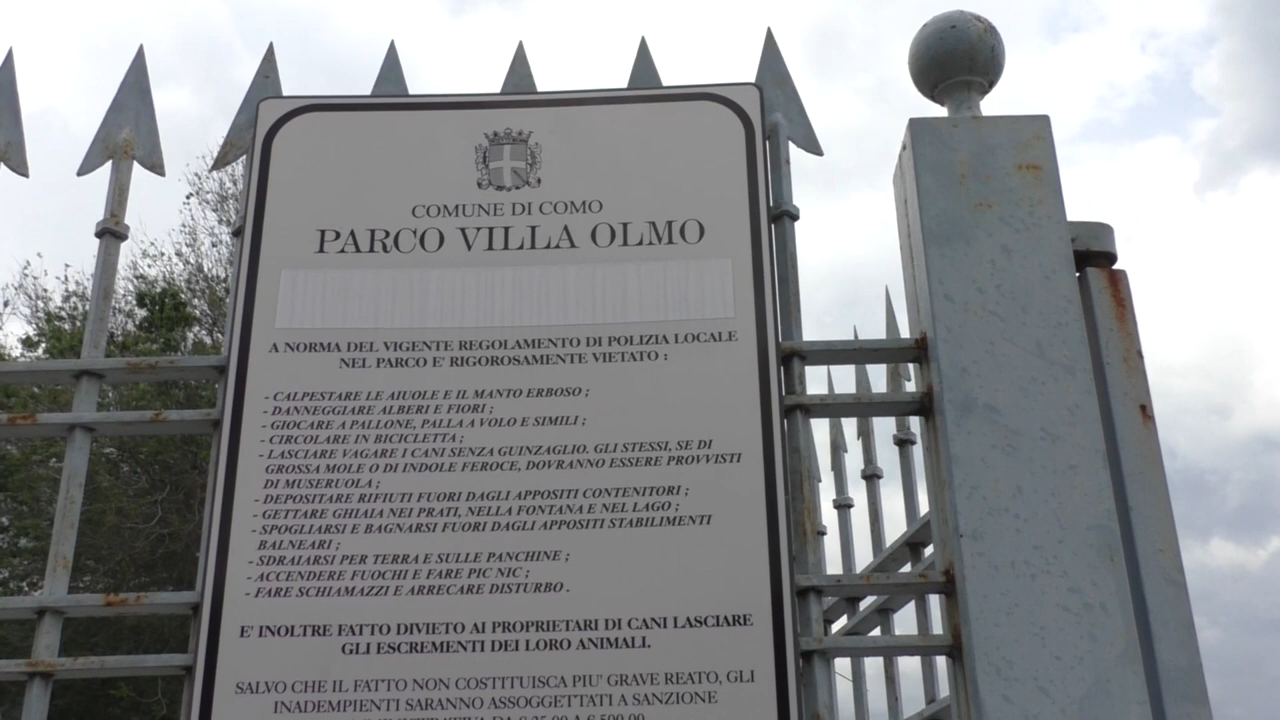 COMUNE DI COMO
PARCO VILLA OLMO
A NORMA DEL VIGENTE REGOLAMENTO DI POLIZIA LOCALE
NEL PARCO E' RIGOROSAMENTE VIETATO :
- CALPESTARE LE AIUOLE E IL MANTO ERBOSO ;
- DANNEGGIARE ALBERI E FIORI ;
- GIOCARE A PALLONE, PALLA A VOLO E SIMILI ;
- CIRCOLARE IN BICICLETTA ;
- LASCIARE VAGARE I CANI SENZA GUINZAGLIO. GLI STESSI, SE DI
GROSSA MOLE O DI INDOLE FEROCE, DOVRANNO ESSERE PROVVISTI
DI MUSERUOLA ;
- DEPOSITARE RIFIUTI FUORI DAGLI APPOSITI CONTENITORI ;
- GETTARE GHIAIA NEI PRATI, NELLA FONTANA E NEL LAGO ;
- SPOGLIARSI E BAGNARSI FUORI DAGLI APPOSITI STABILIMENTI
BALNEARI ;
- SDRAIARSI PER TERRA E SULLE PANCHINE ;
- ACCENDERE FUOCHI E FARE PIC NIC ;
- FARE SCHIAMAZZI E ARRECARE DISTURBO .
E' INOLTRE FATTO DIVIETO AI PROPRIETARI DI CANI LASCIARE
GLI ESCREMENTI DEI LORO ANIMALI.
SALVO CHE IL FATTO NON COSTITUISCA PIU' GRAVE REATO, GLI
INADEMPIENTI SARANNO ASSOGGETTATI A SANZIONE